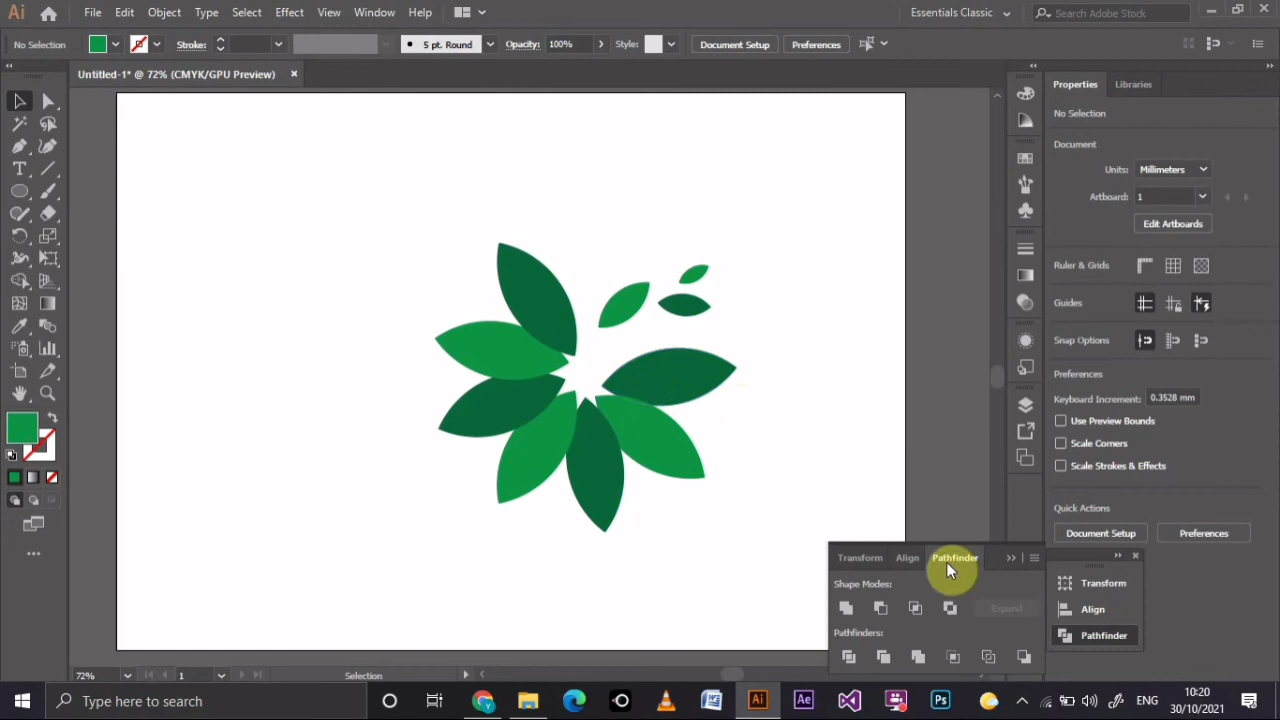 Ai File Edit Object Type Select Effect View Window Help Essentials Classic Search Adobe Stock
No Selection Stroke: 5 pt. Round Opacity: 100% Style: Document Setup Preferences
Untitled-1* @ 72% (CMYK/GPU Preview)
Properties Libraries
No Selection
Document
Units: Millimeters
Artboard: 1
Edit Artboards
Ruler & Grids
Guides
Snap Options
Preferences
Keyboard Increment: 0.3528 mm
Use Preview Bounds
Scale Corners
Scale Strokes & Effects
Quick Actions
Document Setup Preferences
Transform Align Pathfinder
Shape Modes:
Expand
Pathfinders:
Transform
Align
Pathfinder
72% 1 Selection
Type here to search
W Ai Ae Ps
ENG
10:20
30/10/2021